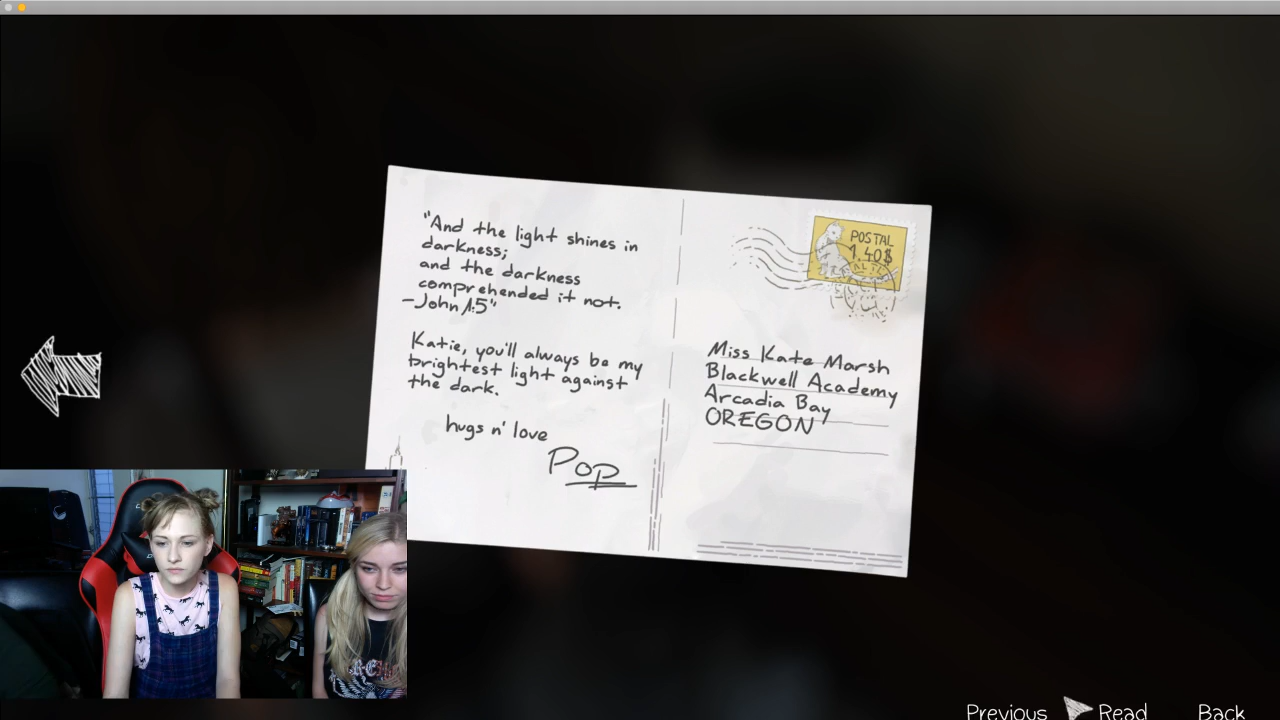 "And the light shines in
darkness;
and the darkness
comprehended it not.
-John 1:5"
Katie, you'll always be my
brightest light against
the dark.
hugs n' love
Pop
POSTAL
1.40$
Miss Kate Marsh
Blackwell Academy
Arcadia Bay
OREGON
Previous
Read
Back